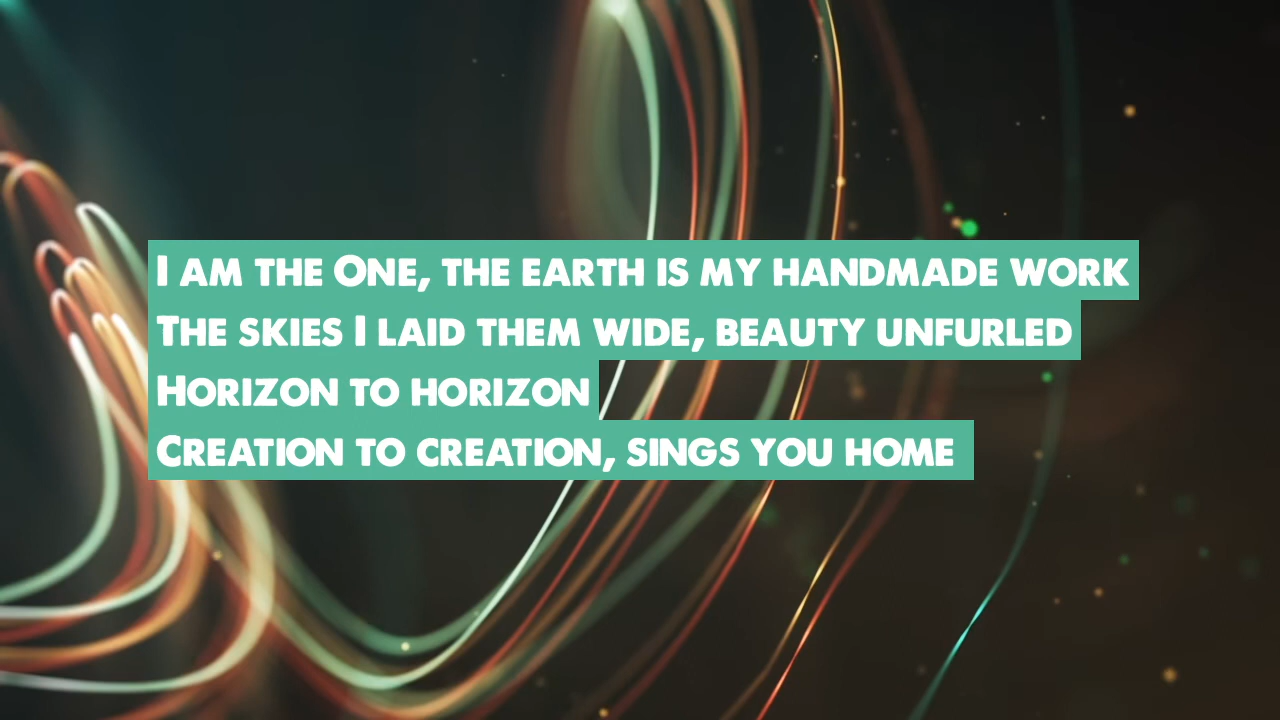 I am the One, the earth is my handmade work
The skies I laid them wide, beauty unfurled
Horizon to horizon
Creation to creation, sings you home